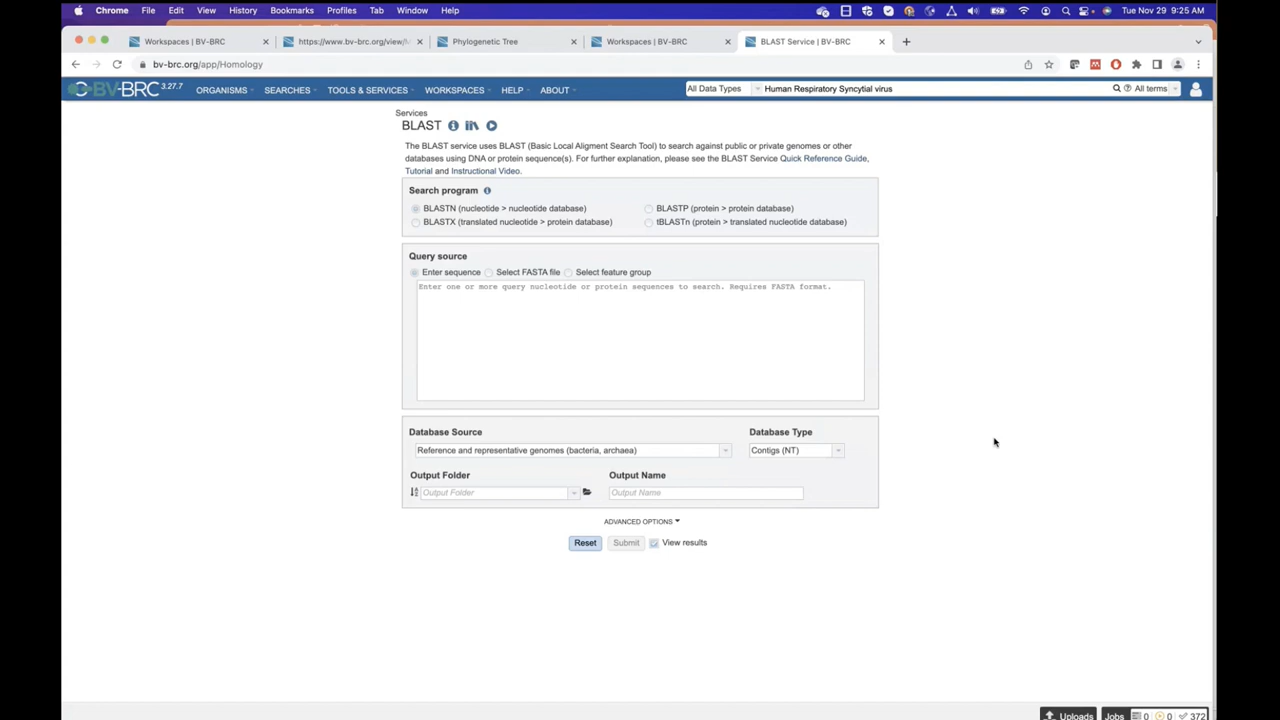 Chrome File Edit View History Bookmarks Profiles Tab Window Help Tue Nov 29 9:25 AM
Workspaces | BV-BRC https://www.bv-brc.org/view/ Phylogenetic Tree Workspaces | BV-BRC BLAST Service | BV-BRC
bv-brc.org/app/Homology
BV-BRC 3.27.7 ORGANISMS SEARCHES TOOLS & SERVICES WORKSPACES HELP ABOUT All Data Types Human Respiratory Syncytial virus All terms
Services
BLAST
The BLAST service uses BLAST (Basic Local Aligment Search Tool) to search against public or private genomes or other
databases using DNA or protein sequence(s). For further explanation, please see the BLAST Service Quick Reference Guide,
Tutorial and Instructional Video.
Search program
BLASTN (nucleotide > nucleotide database) BLASTP (protein > protein database)
BLASTX (translated nucleotide > protein database) tBLASTn (protein > translated nucleotide database)
Query source
Enter sequence Select FASTA file Select feature group
Enter one or more query nucleotide or protein sequences to search. Requires FASTA format.
Database Source Database Type
Reference and representative genomes (bacteria, archaea) Contigs (NT)
Output Folder Output Name
Output Folder Output Name
ADVANCED OPTIONS
Reset Submit View results
Uploads Jobs 0 0 372